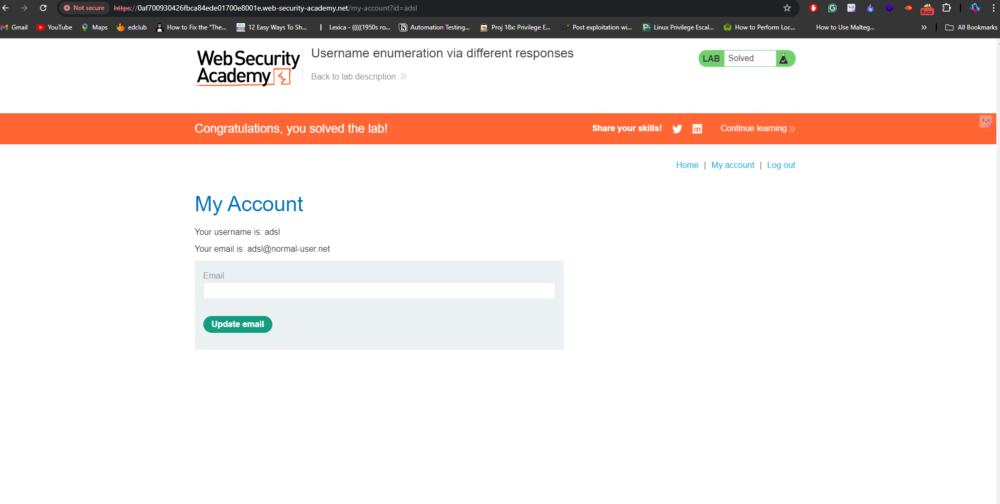 Not secure https://0af700930426fbca84ede01700e8001e.web-security-academy.net/my-account?id=adsl Burp
Gmail YouTube Maps edclub How to Fix the “The... 12 Easy Ways To Sh... Lexica - (((((1950s ro... Automation Testing... Proj 18x: Privilege E... Post exploitation wi... Linux Privilege Escal... How to Perform Loc... How to Use Malteg... » All Bookmarks
Web Security
Academy
Username enumeration via different responses
Back to lab description
LAB Solved
Congratulations, you solved the lab!
Share your skills! Continue learning
Home | My account | Log out
My Account
Your username is: adsl
Your email is: adsl@normal-user.net
Email
Update email